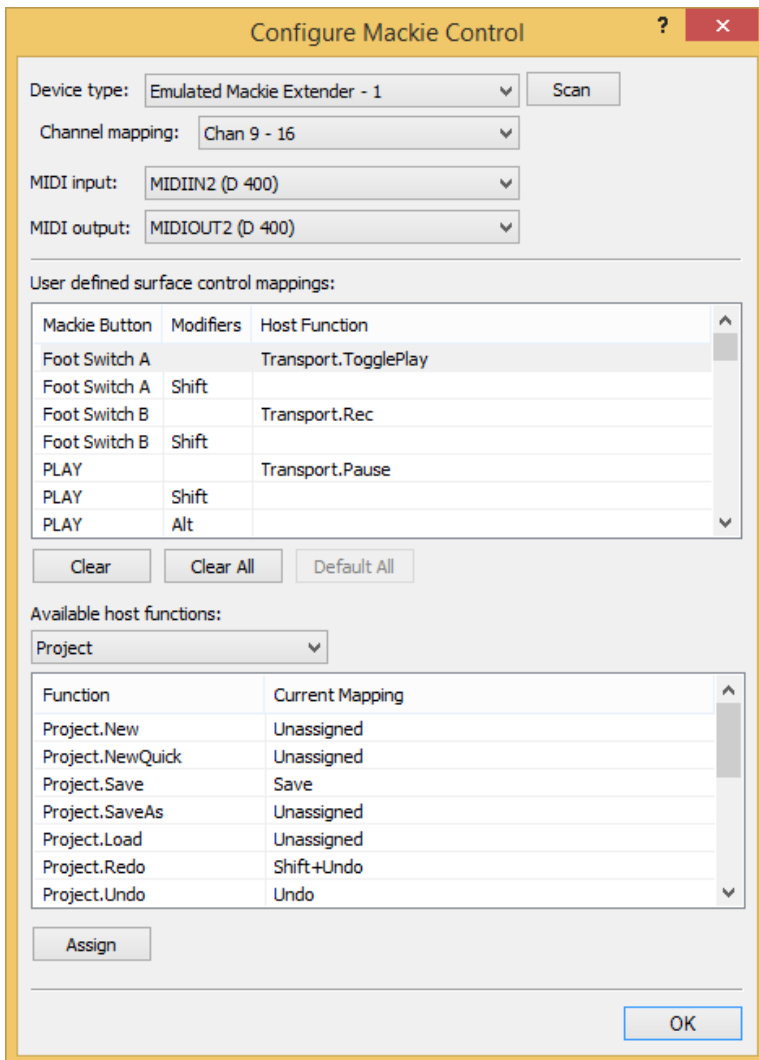 Configure Mackie Control ? ×
Device type: Emulated Mackie Extender - 1 Scan
Channel mapping: Chan 9 - 16
MIDI input: MIDIIN2 (D 400)
MIDI output: MIDIOUT2 (D 400)
User defined surface control mappings:
Mackie Button Modifiers Host Function
Foot Switch A Transport.TogglePlay
Foot Switch A Shift
Foot Switch B Transport.Rec
Foot Switch B Shift
PLAY Transport.Pause
PLAY Shift
PLAY Alt
Clear Clear All Default All
Available host functions:
Project
Function Current Mapping
Project.New Unassigned
Project.NewQuick Unassigned
Project.Save Save
Project.SaveAs Unassigned
Project.Load Unassigned
Project.Redo Shift+Undo
Project.Undo Undo
Assign
OK